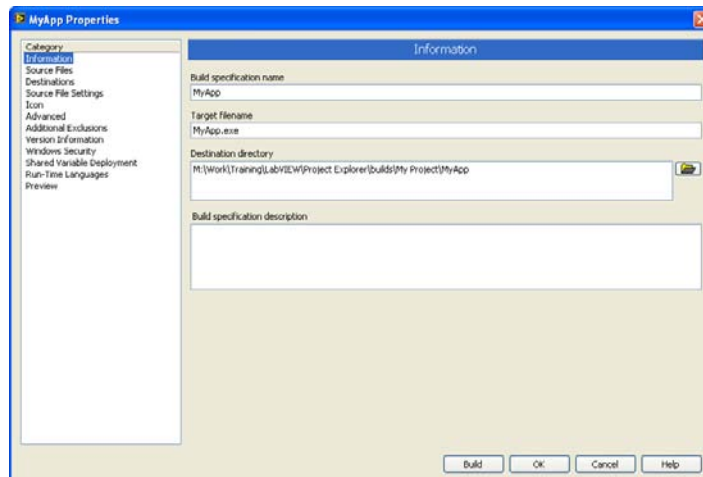 MyApp Properties
Category
Information
Source Files
Destinations
Source File Settings
Icon
Advanced
Additional Exclusions
Version Information
Windows Security
Shared Variable Deployment
Run-Time Languages
Preview
Information
Build specification name
MyApp
Target filename
MyApp.exe
Destination directory
M:\Work\Training\LabVIEW\Project Explorer\builds\My Project\MyApp
Build specification description
Build
OK
Cancel
Help